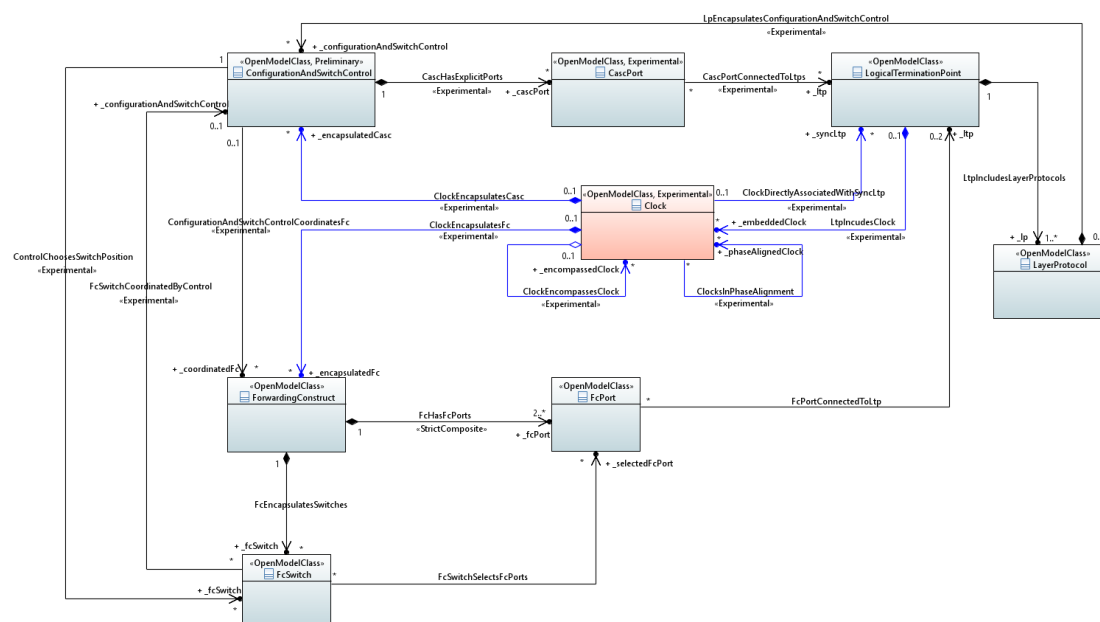 LpEncapsulatesConfigurationAndSwitchControl
«Experimental»
* + _configurationAndSwitchControl
1
«OpenModelClass, Preliminary»
ConfigurationAndSwitchControl
CascHasExplicitPorts
«Experimental»
1
*
+ _cascPort
«OpenModelClass, Experimental»
CascPort
CascPortConnectedToLtps
«Experimental»
*
*
+ _ltp
«OpenModelClass»
LogicalTerminationPoint
1
+ _configurationAndSwitchControl
0..1
0..1
* + _encapsulatedCasc
+ _syncLtp *
0..1
0..2 + _ltp
LtpIncludesLayerProtocols
ClockEncapsulatesCasc
«Experimental»
0..1
«OpenModelClass, Experimental»
Clock
0..1
ClockDirectlyAssociatedWithSyncLtp
«Experimental»
ConfigurationAndSwitchControlCoordinatesFc
«Experimental»
ClockEncapsulatesFc
«Experimental»
0..1
*
+ _embeddedClock
LtpIncudesClock
«Experimental»
+ _lp 1..*
0..
«OpenModelClass»
LayerProtocol
0..1
*
+ _phaseAlignedClock
ControlChoosesSwitchPosition
«Experimental»
+ _encompassedClock *
*
FcSwitchCoordinatedByControl
«Experimental»
ClockEncompassesClock
«Experimental»
ClocksInPhaseAlignment
«Experimental»
+ _coordinatedFc *
* + _encapsulatedFc
«OpenModelClass»
ForwardingConstruct
FcHasFcPorts
«StrictComposite»
1
2..*
+ _fcPort
«OpenModelClass»
FcPort
*
FcPortConnectedToLtp
1
* + _selectedFcPort
FcEncapsulatesSwitches
+ _fcSwitch *
*
«OpenModelClass»
FcSwitch
*
FcSwitchSelectsFcPorts
+ _fcSwitch
*